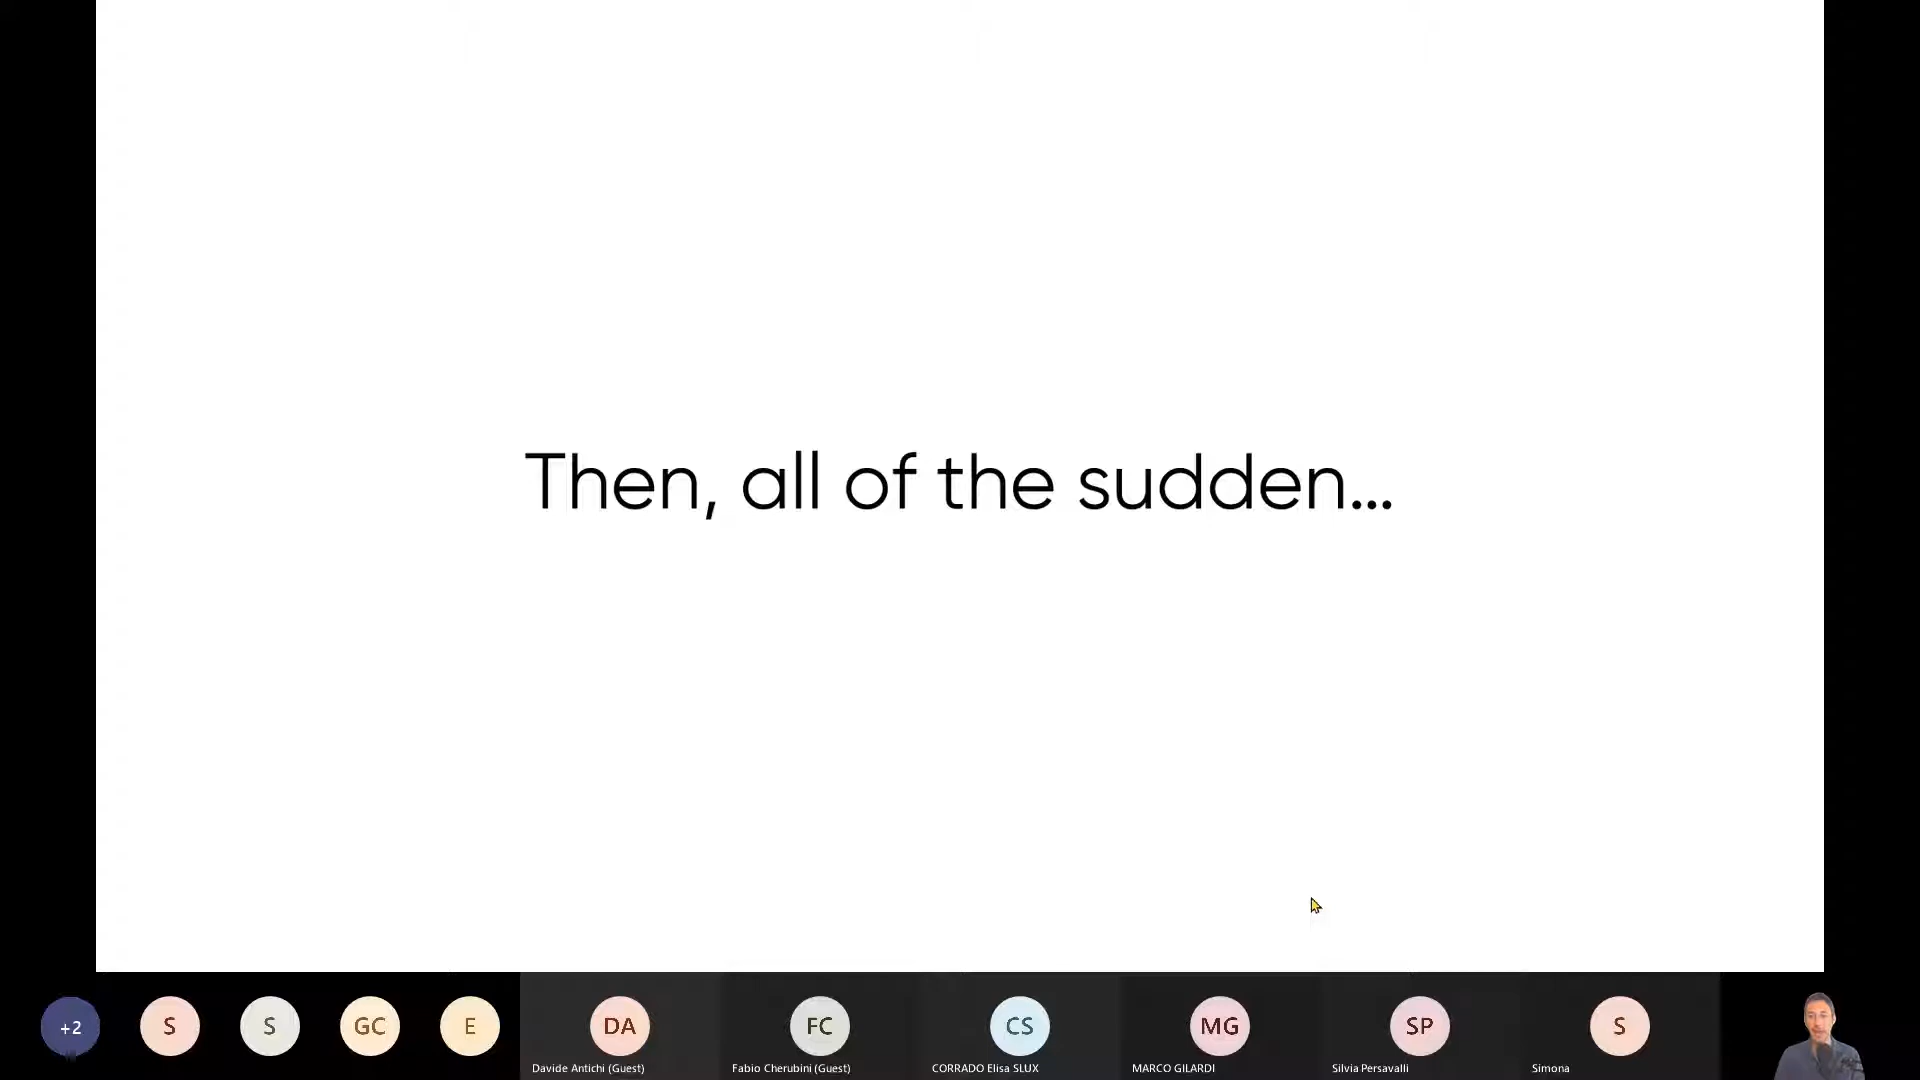 Then, all of the sudden...
+2
S
S
GC
E
DA
FC
CS
MG
SP
S
Davide Antichi (Guest)
Fabio Cherubini (Guest)
CORRADO Elisa SLUX
MARCO GILARDI
Silvia Persavalli
Simona